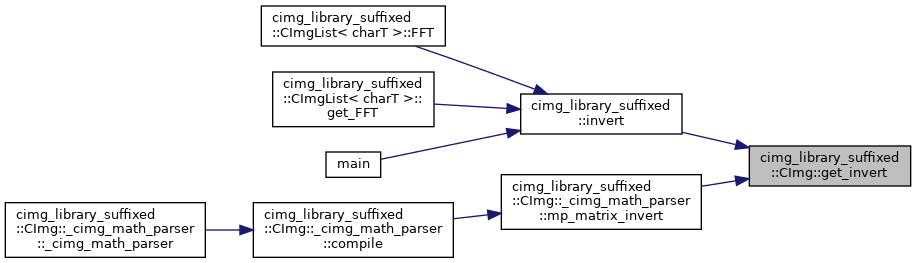 cimg_library_suffixed
::CImgList< charT >::FFT
cimg_library_suffixed
::CImgList< charT >::
get_FFT
cimg_library_suffixed
::invert
main
cimg_library_suffixed
::CImg::get_invert
cimg_library_suffixed
::CImg::_cimg_math_parser
::mp_matrix_invert
cimg_library_suffixed
::CImg::_cimg_math_parser
::compile
cimg_library_suffixed
::CImg::_cimg_math_parser
::_cimg_math_parser